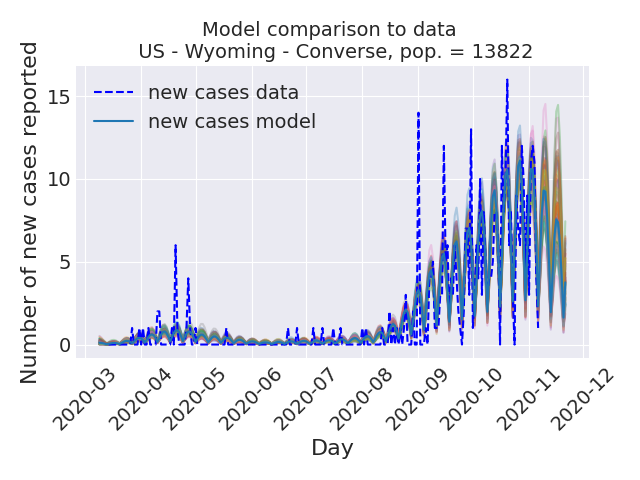 Model comparison to data
US - Wyoming - Converse, pop. = 13822
Number of new cases reported
15
10
5
0
new cases data
new cases model
2020-03
2020-04
2020-05
2020-06
2020-07
2020-08
2020-09
2020-10
2020-11
2020-12
Day